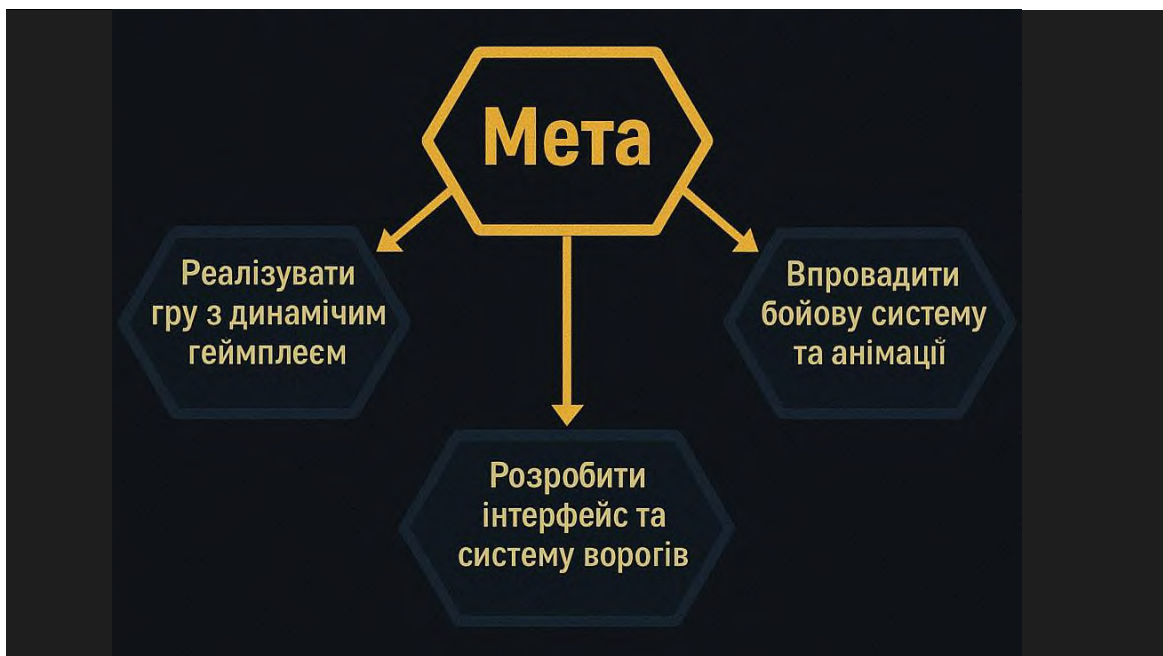 Мета
Реалізувати
гру з динамічим
геймплеєм
Впровадити
бойову систему
та анімації
Розробити
інтерфейс та
систему ворогів